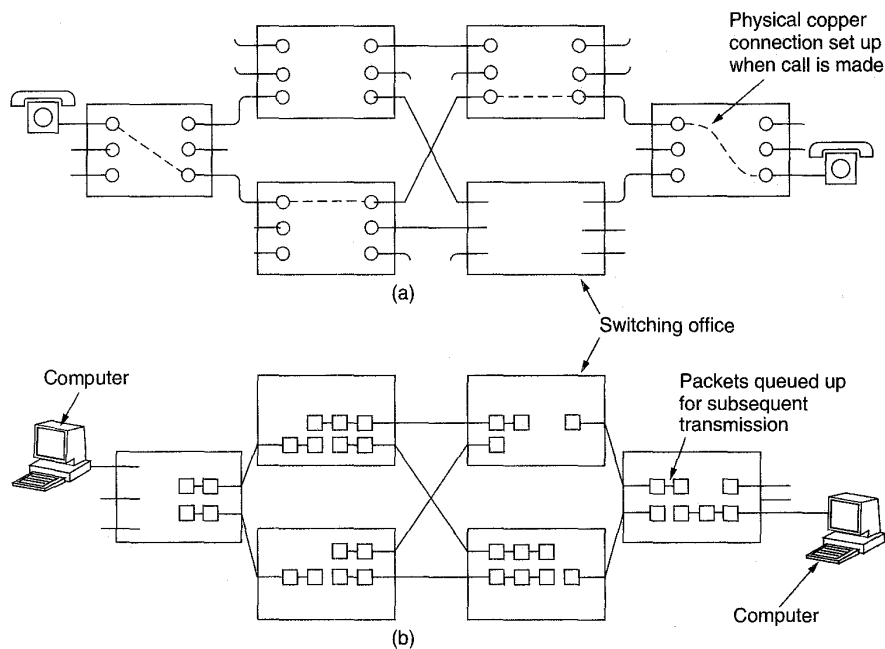 Physical copper
connection set up
when call is made
(a)
Switching office
Computer
Packets queued up
for subsequent
transmission
Computer
(b)